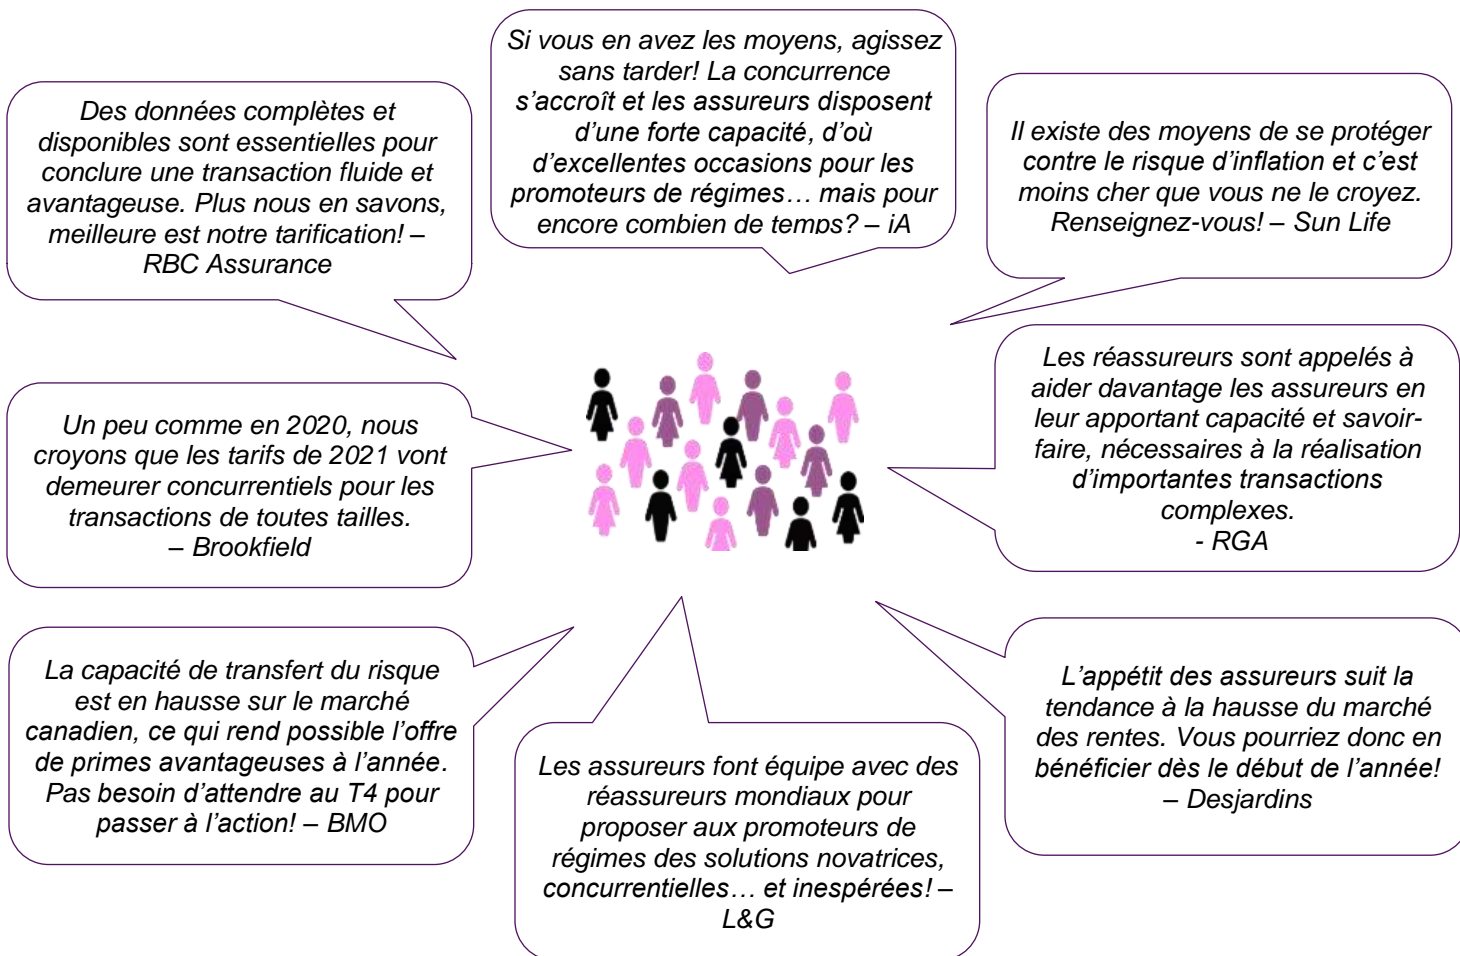 Des données complètes et
disponibles sont essentielles pour
conclure une transaction fluide et
avantageuse. Plus nous en savons,
meilleure est notre tarification! –
RBC Assurance
Si vous en avez les moyens, agissez
sans tarder! La concurrence
s’accroît et les assureurs disposent
d’une forte capacité, d’où
d’excellentes occasions pour les
promoteurs de régimes… mais pour
encore combien de temps? – iA
Il existe des moyens de se protéger
contre le risque d’inflation et c’est
moins cher que vous ne le croyez.
Renseignez-vous! – Sun Life
Un peu comme en 2020, nous
croyons que les tarifs de 2021 vont
demeurer concurrentiels pour les
transactions de toutes tailles.
– Brookfield
Les réassureurs sont appelés à
aider davantage les assureurs en
leur apportant capacité et savoir-
faire, nécessaires à la réalisation
d’importantes transactions
complexes.
- RGA
La capacité de transfert du risque
est en hausse sur le marché
canadien, ce qui rend possible l’offre
de primes avantageuses à l’année.
Pas besoin d’attendre au T4 pour
passer à l’action! – BMO
Les assureurs font équipe avec des
réassureurs mondiaux pour
proposer aux promoteurs de
régimes des solutions novatrices,
concurrentielles… et inespérées! –
L&G
L’appétit des assureurs suit la
tendance à la hausse du marché
des rentes. Vous pourriez donc en
bénéficier dès le début de l’année!
– Desjardins